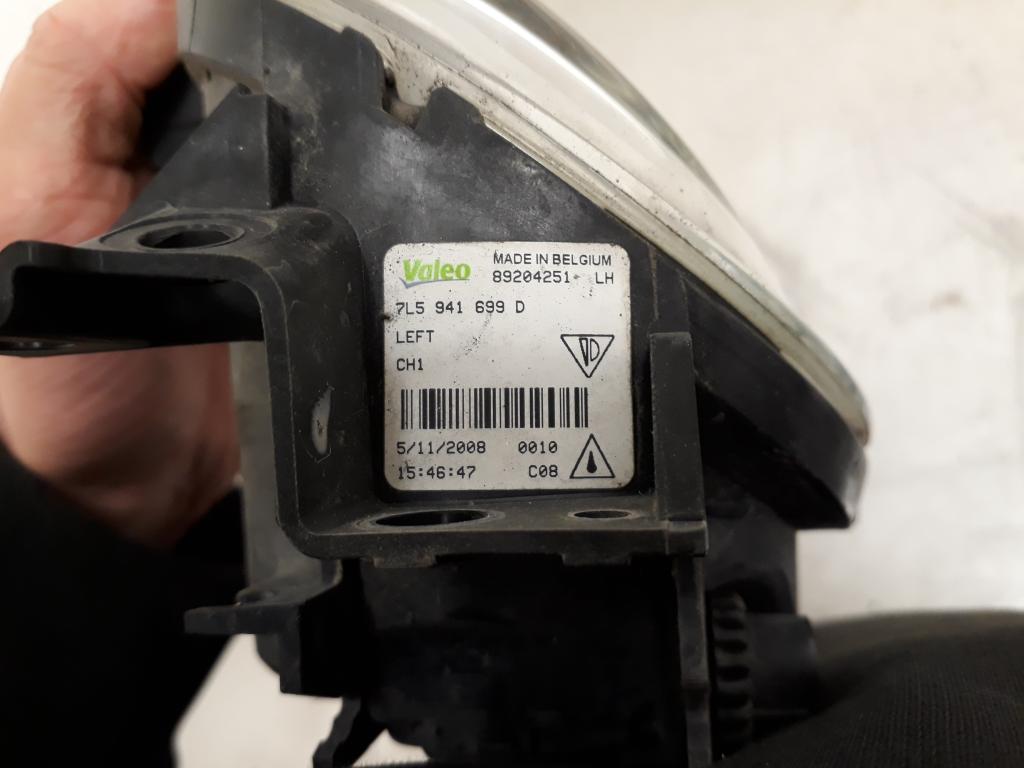 Valeo MADE IN BELGIUM
89204251 LH
7L5 941 699 D
LEFT
CH1
D
5/11/2008 0010
15:46:47 C08